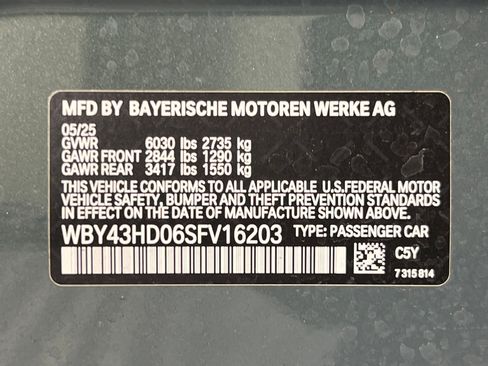 MFD BY BAYERISCHE MOTOREN WERKE AG
05/25
GVWR 6030 lbs 2735 kg
GAWR FRONT 2844 lbs 1290 kg
GAWR REAR 3417 lbs 1550 kg
THIS VEHICLE CONFORMS TO ALL APPLICABLE U.S.FEDERAL MOTOR
VEHICLE SAFETY, BUMPER AND THEFT PREVENTION STANDARDS
IN EFFECT ON THE DATE OF MANUFACTURE SHOWN ABOVE.
WBY43HD06SFV16203 TYPE: PASSENGER CAR
C5Y
7 315 814